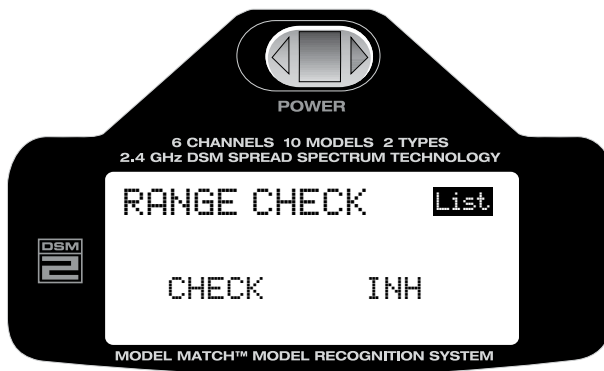 POWER
6 CHANNELS 10 MODELS 2 TYPES
2.4 GHz DSM SPREAD SPECTRUM TECHNOLOGY
RANGE CHECK List
DSM
2
CHECK INH
MODEL MATCH™ MODEL RECOGNITION SYSTEM